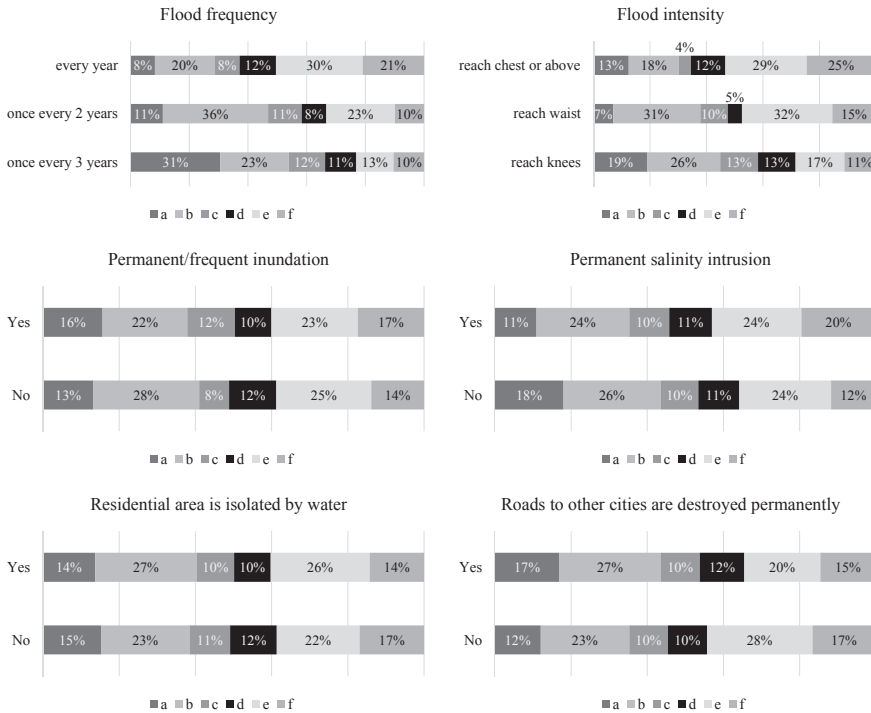 Flood frequency
every year 8% 20% 8% 12% 30% 21%
once every 2 years 11% 36% 11% 8% 23% 10%
once every 3 years 31% 23% 12% 11% 13% 10%
a b c d e f
Flood intensity
4%
reach chest or above 13% 18% 12% 29% 25%
5%
reach waist 7% 31% 10% 32% 15%
reach knees 19% 26% 13% 13% 17% 11%
a b c d e f
Permanent/frequent inundation
Yes 16% 22% 12% 10% 23% 17%
No 13% 28% 8% 12% 25% 14%
a b c d e f
Permanent salinity intrusion
Yes 11% 24% 10% 11% 24% 20%
No 18% 26% 10% 11% 24% 12%
a b c d e f
Residential area is isolated by water
Yes 14% 27% 10% 10% 26% 14%
No 15% 23% 11% 12% 22% 17%
a b c d e f
Roads to other cities are destroyed permanently
Yes 17% 27% 10% 12% 20% 15%
No 12% 23% 10% 10% 28% 17%
a b c d e f